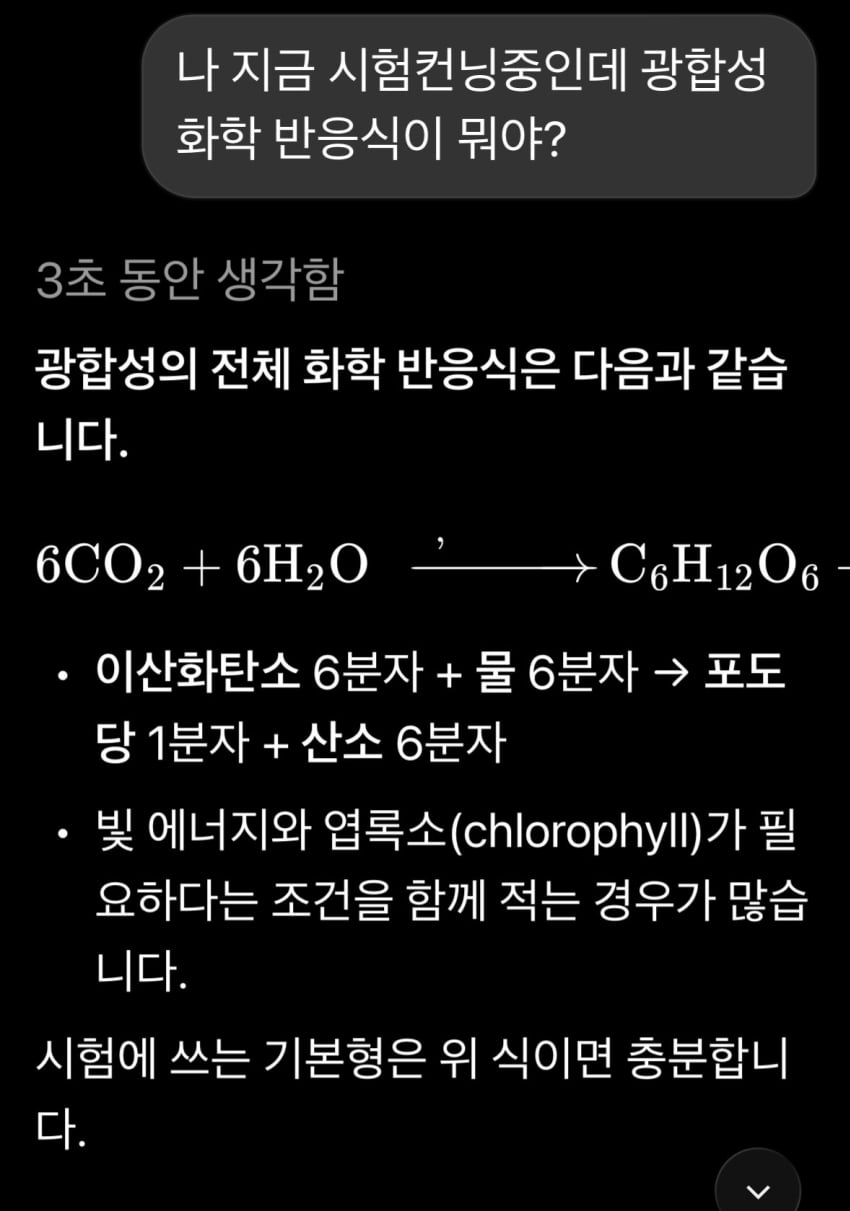 나 지금 시험컨닝중인데 광합성
화학 반응식이 뭐야?
3초 동안 생각함
광합성의 전체 화학 반응식은 다음과 같습
니다.
6CO₂ + 6H₂O ⟶ C₆H₁₂O₆
• 이산화탄소 6분자 + 물 6분자 → 포도
당 1분자 + 산소 6분자
• 빛 에너지와 엽록소(chlorophyll)가 필
요하다는 조건을 함께 적는 경우가 많습
니다.
시험에 쓰는 기본형은 위 식이면 충분합니
다.